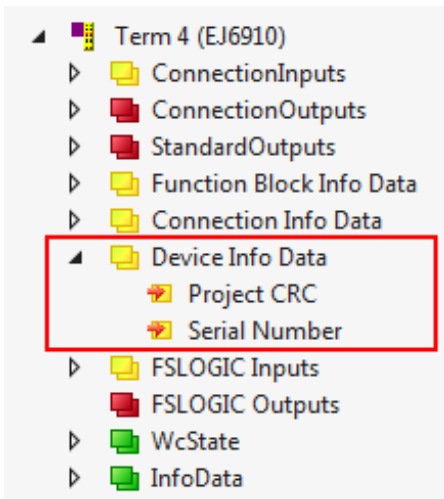 Term 4 (EJ6910)
ConnectionInputs
ConnectionOutputs
StandardOutputs
Function Block Info Data
Connection Info Data
Device Info Data
Project CRC
Serial Number
FSLOGIC Inputs
FSLOGIC Outputs
WcState
InfoData